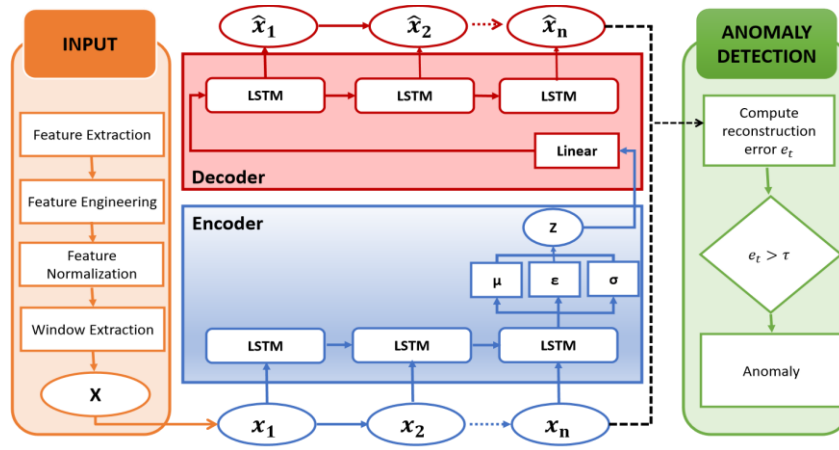 INPUT
Feature Extraction
Feature Engineering
Feature
Normalization
Window Extraction
X
x̂₁
x̂₂
x̂ₙ
LSTM
LSTM
LSTM
Linear
Decoder
Encoder
Z
μ
ε
σ
LSTM
LSTM
LSTM
x₁
x₂
xₙ
ANOMALY
DETECTION
Compute
reconstruction
error eₜ
eₜ > τ
Anomaly